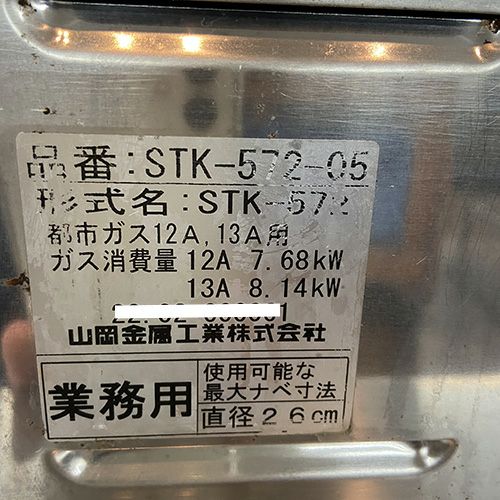 品番:STK-572-05
形式名:STK-572
都市ガス12A,13A用
ガス消費量 12A 7.68kW
13A 8.14kW
山岡金属工業株式会社
業務用
使用可能な
最大ナベ寸法
直径26cm